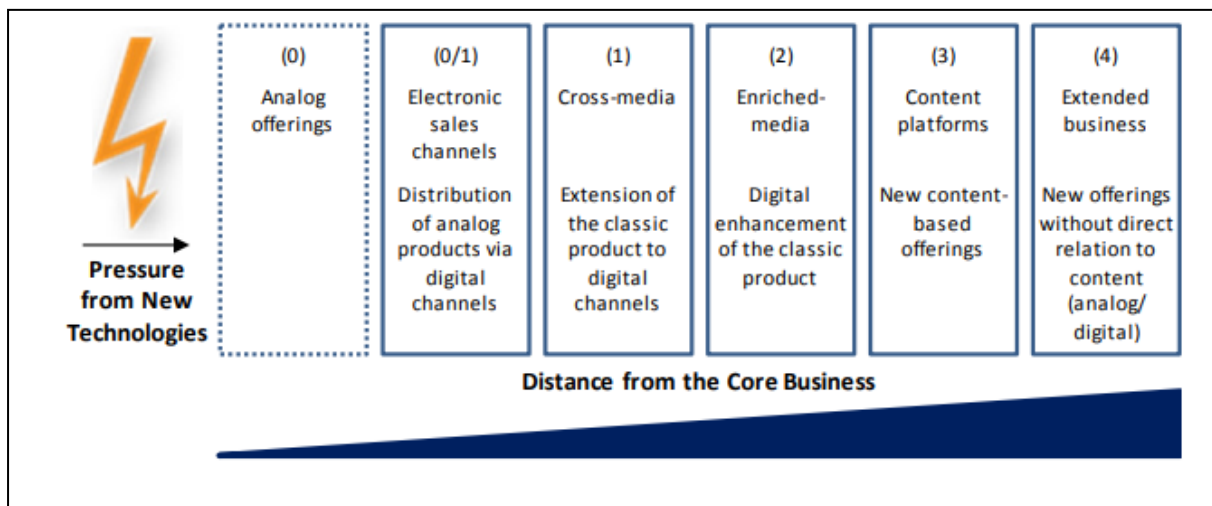 (0)
Analog
offerings
(0/1)
Electronic
sales
channels
Distribution
of analog
products via
digital
channels
(1)
Cross-media
Extension of
the classic
product to
digital
channels
(2)
Enriched-
media
Digital
enhancement
of the classic
product
(3)
Content
platforms
New content-
based
offerings
(4)
Extended
business
New offerings
without direct
relation to
content
(analog/
digital)
Pressure
from New
Technologies
Distance from the Core Business